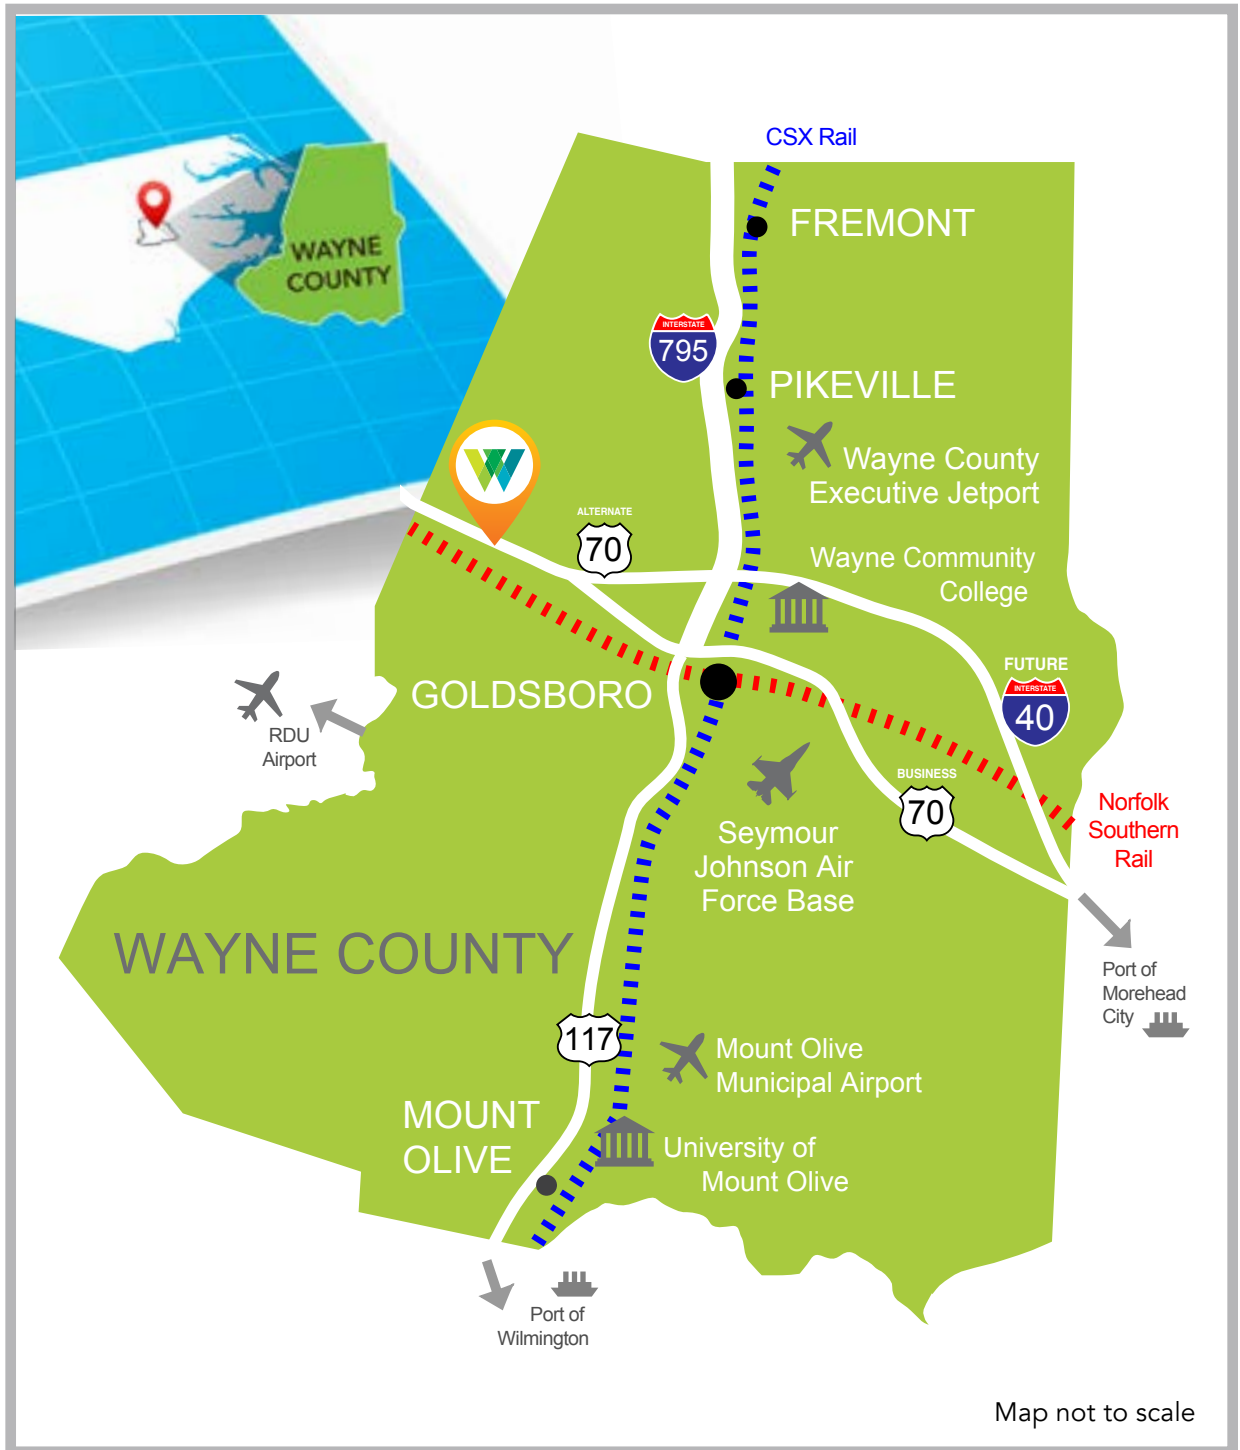 CSX Rail
FREMONT
WAYNE
COUNTY
INTERSTATE
795
PIKEVILLE
W
Wayne County
Executive Jetport
ALTERNATE
70
Wayne Community
College
FUTURE
INTERSTATE
40
GOLDSBORO
RDU
Airport
BUSINESS
70
Norfolk
Southern
Rail
Seymour
Johnson Air
Force Base
WAYNE COUNTY
Port of
Morehead
City
117
Mount Olive
Municipal Airport
MOUNT
OLIVE
University of
Mount Olive
Port of
Wilmington
Map not to scale